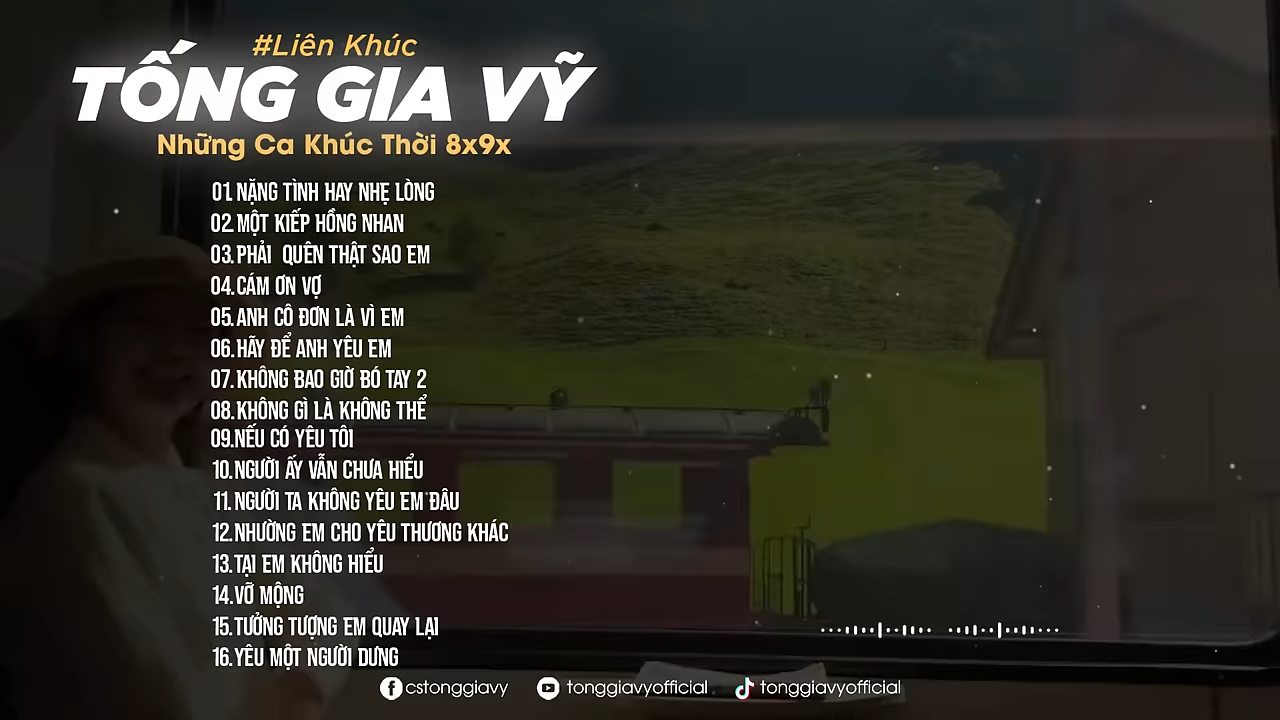 #Liên Khúc
TỐNG GIA VỸ
Những Ca Khúc Thời 8x9x
01.NẶNG TÌNH HAY NHẸ LÒNG
02.MỘT KIẾP HỒNG NHAN
03.PHẢI QUÊN THẬT SAO EM
04.CÁM ƠN VỢ
05.ANH CÔ ĐƠN LÀ VÌ EM
06.HÃY ĐỂ ANH YÊU EM
07.KHÔNG BAO GIỜ BÓ TAY 2
08.KHÔNG GÌ LÀ KHÔNG THỂ
09.NẾU CÓ YÊU TÔI
10.NGƯỜI ẤY VẪN CHƯA HIỂU
11.NGƯỜI TA KHÔNG YÊU EM ĐÂU
12.NHƯỜNG EM CHO YÊU THƯƠNG KHÁC
13.TẠI EM KHÔNG HIỂU
14.VỠ MỘNG
15.TƯỞNG TƯỢNG EM QUAY LẠI
16.YÊU MỘT NGƯỜI DƯNG
cstonggiavy tonggiavyofficial tonggiavyofficial